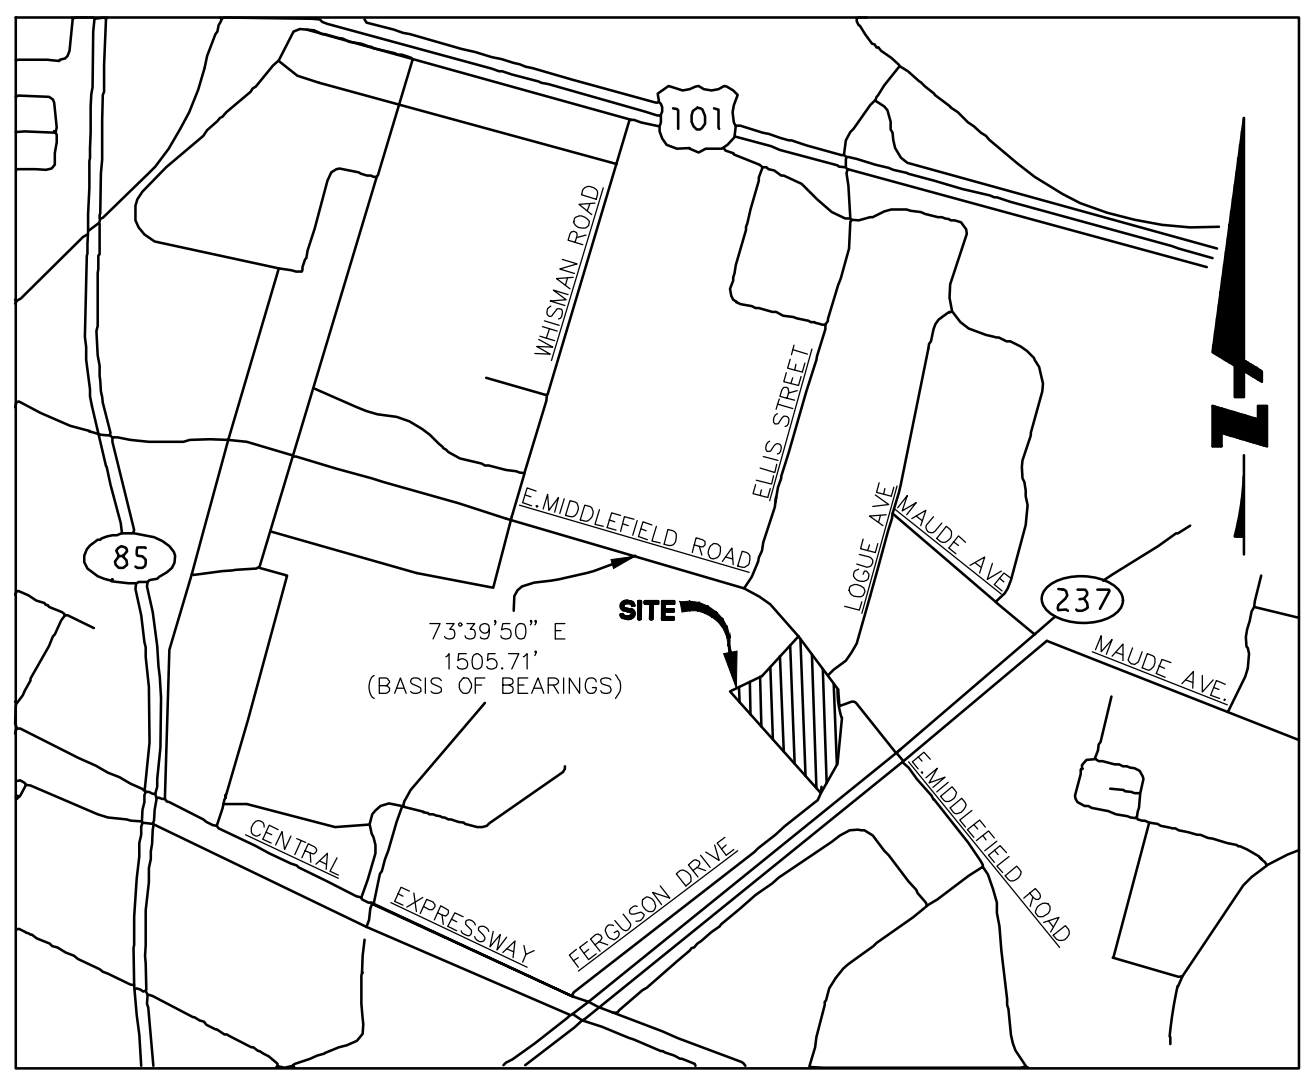 101
WHISMAN ROAD
ELLIS STREET
E.MIDDLEFIELD ROAD
LOGUE AVE
MAUDE AVE
Z
85
237
SITE
73°39'50" E
1505.71'
(BASIS OF BEARINGS)
MAUDE AVE.
E.MIDDLEFIELD ROAD
CENTRAL
EXPRESSWAY
FERGUSON DRIVE